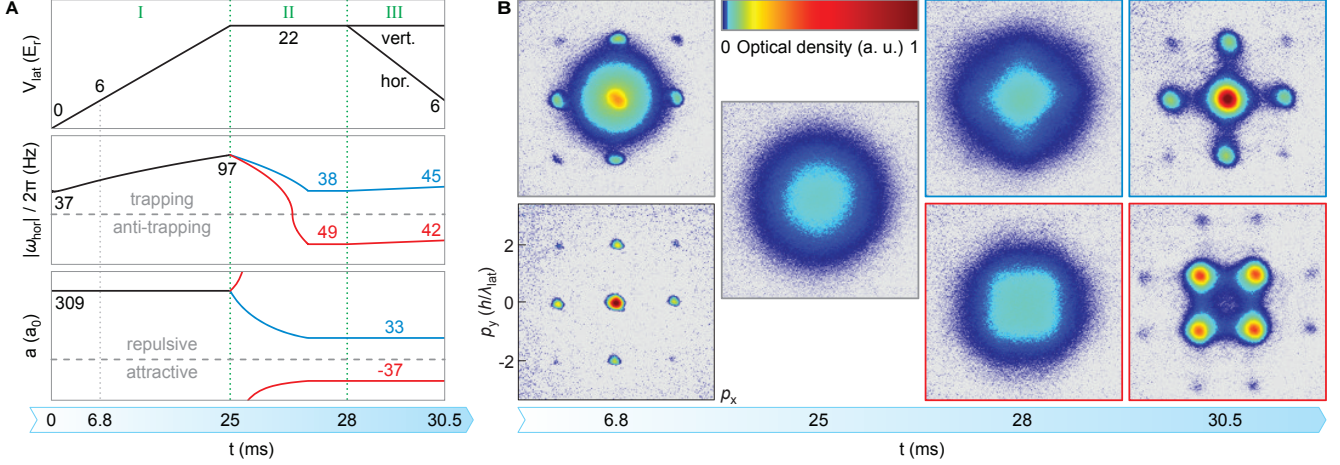 A
I
II
III
V_lat (E_r)
0
6
22
vert.
hor.
6
|ω_hor| / 2π (Hz)
37
97
38
45
trapping
anti-trapping
49
42
a (a_0)
309
33
repulsive
attractive
-37
0
6.8
25
28
30.5
t (ms)
B
0 Optical density (a. u.) 1
p_y (h/λ_lat)
2
0
-2
p_x
6.8
25
28
30.5
t (ms)